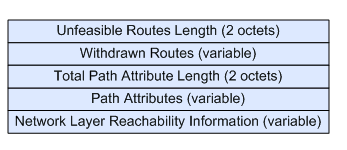 Unfeasible Routes Length (2 octets)
Withdrawn Routes (variable)
Total Path Attribute Length (2 octets)
Path Attributes (variable)
Network Layer Reachability Information (variable)